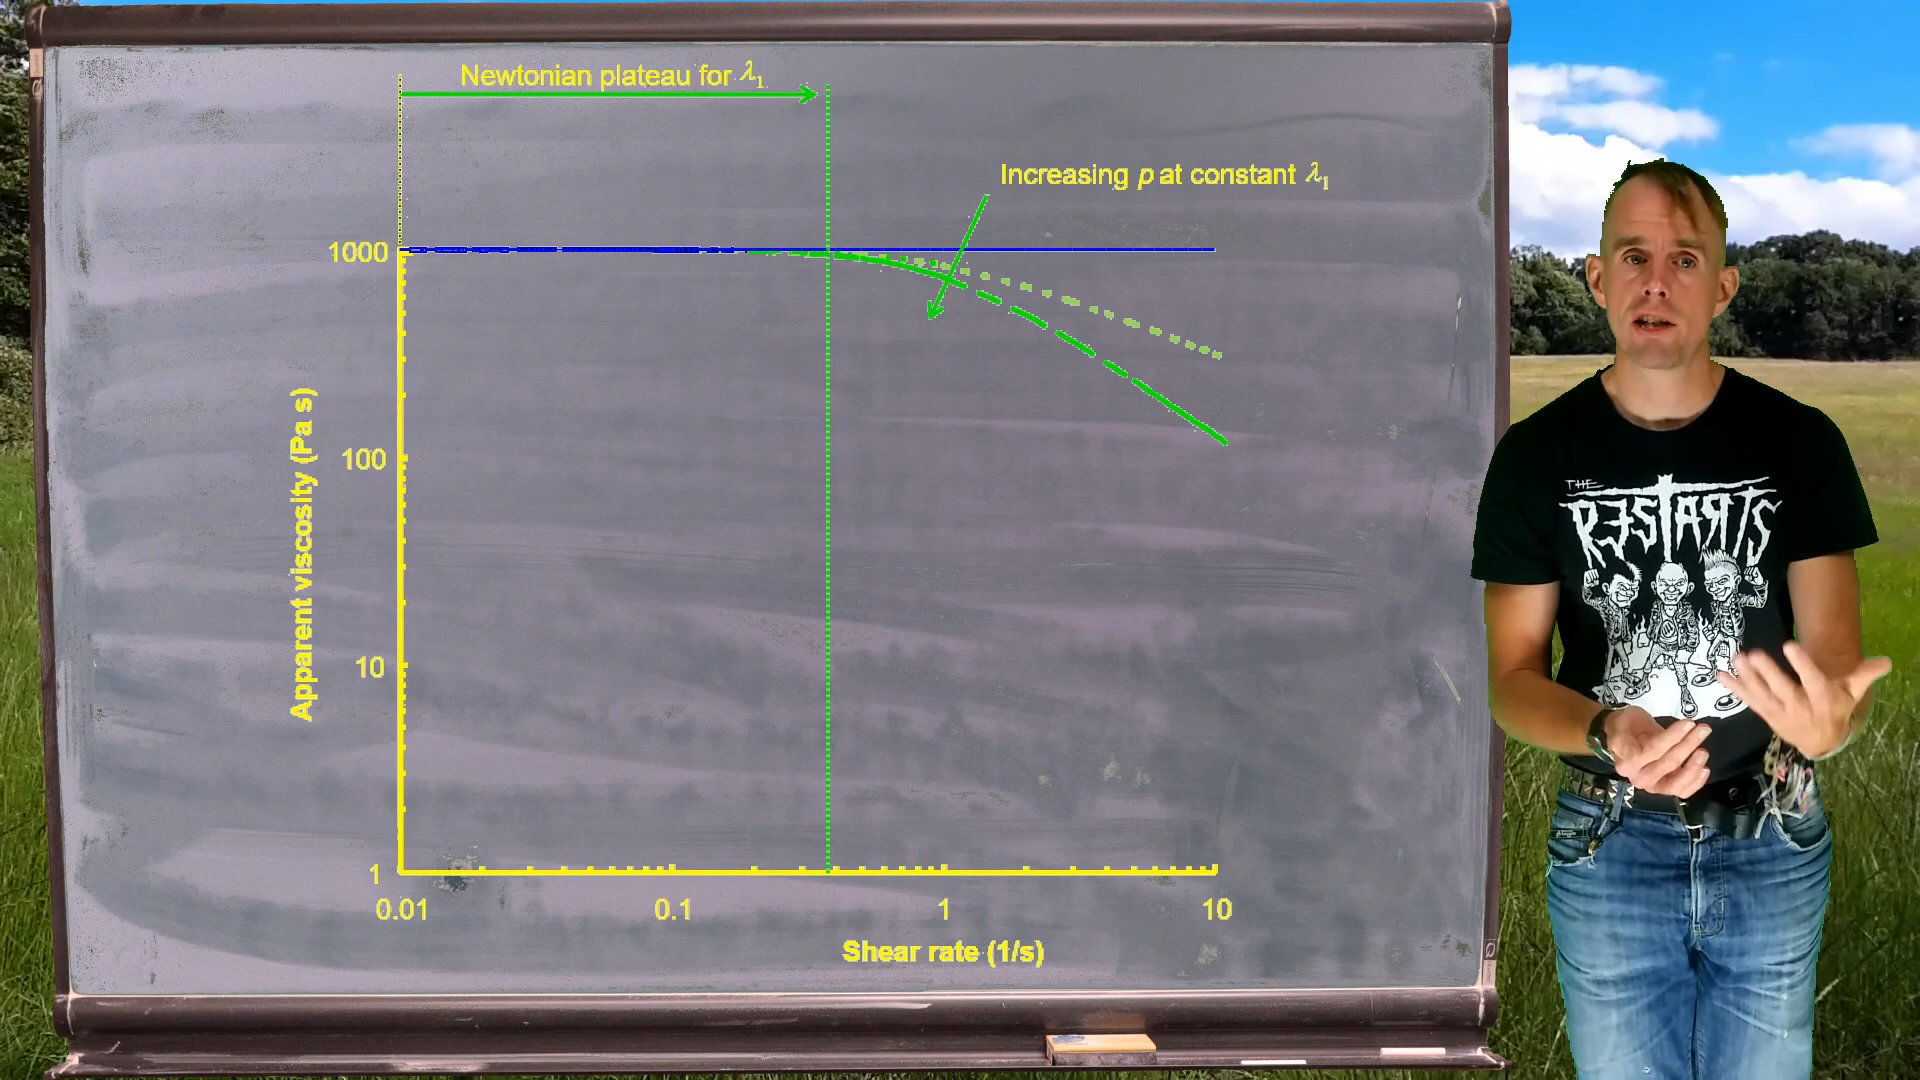 Newtonian plateau for λ₁.
Increasing p at constant λ₁
1000
100
10
1
Apparent viscosity (Pa s)
0.01 0.1 1 10
Shear rate (1/s)
THE
RESTARTS